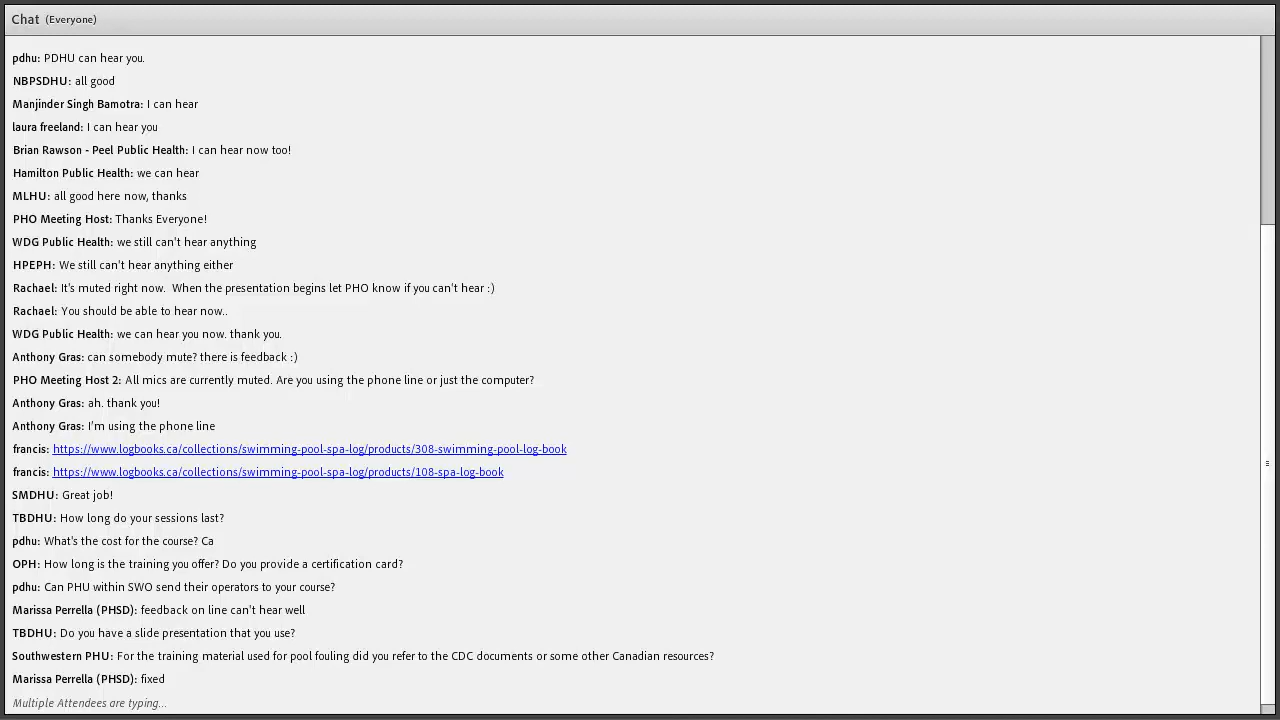 Chat (Everyone)
pdhu: PDHU can hear you.
NBPSDHU: all good
Manjinder Singh Bamotra: I can hear
laura freeland: I can hear you
Brian Rawson - Peel Public Health: I can hear now too!
Hamilton Public Health: we can hear
MLHU: all good here now, thanks
PHO Meeting Host: Thanks Everyone!
WDG Public Health: we still can't hear anything
HPEPH: We still can't hear anything either
Rachael: It's muted right now.  When the presentation begins let PHO know if you can't hear :)
Rachael: You should be able to hear now..
WDG Public Health: we can hear you now. thank you.
Anthony Gras: can somebody mute? there is feedback :)
PHO Meeting Host 2: All mics are currently muted. Are you using the phone line or just the computer?
Anthony Gras: ah. thank you!
Anthony Gras: I'm using the phone line
francis: https://www.logbooks.ca/collections/swimming-pool-spa-log/products/308-swimming-pool-log-book
francis: https://www.logbooks.ca/collections/swimming-pool-spa-log/products/108-spa-log-book
SMDHU: Great job!
TBDHU: How long do your sessions last?
pdhu: What's the cost for the course? Ca
OPH: How long is the training you offer? Do you provide a certification card?
pdhu: Can PHU within SWO send their operators to your course?
Marissa Perrella (PHSD): feedback on line can't hear well
TBDHU: Do you have a slide presentation that you use?
Southwestern PHU: For the training material used for pool fouling did you refer to the CDC documents or some other Canadian resources?
Marissa Perrella (PHSD): fixed
Multiple Attendees are typing...